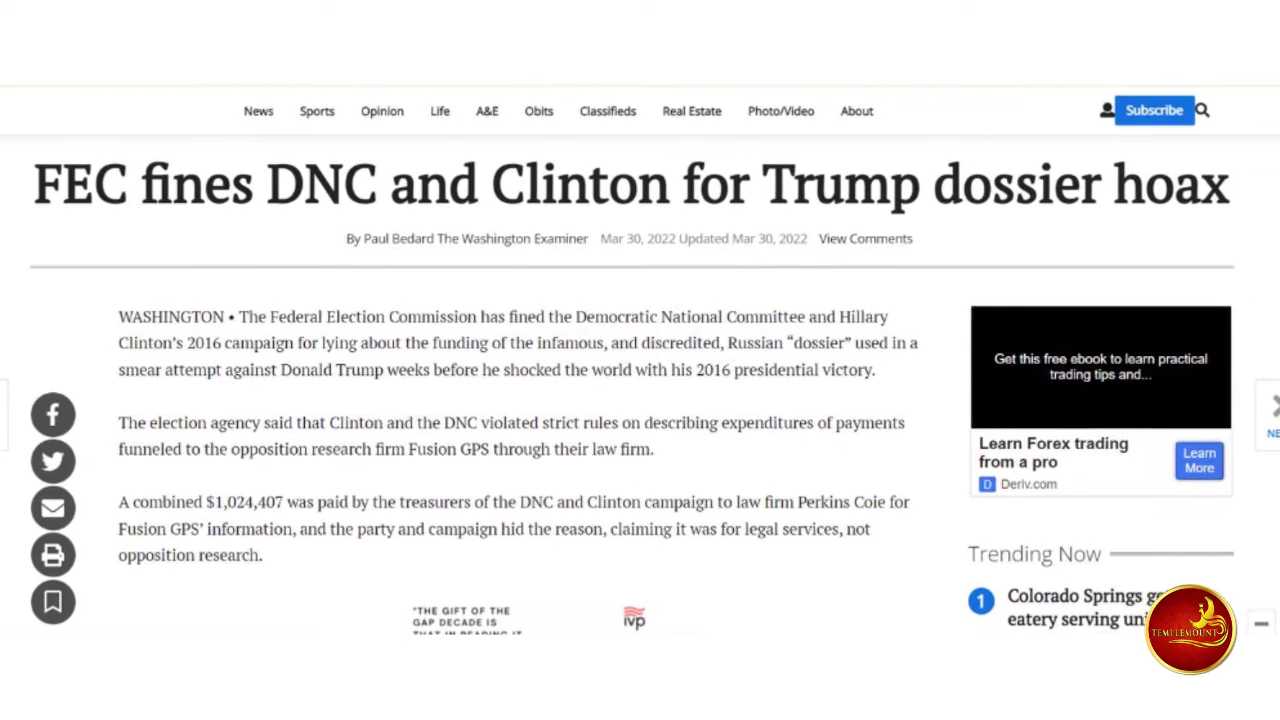 News Sports Opinion Life A&E Obits Classifieds Real Estate Photo/Video About Subscribe
FEC fines DNC and Clinton for Trump dossier hoax
By Paul Bedard The Washington Examiner Mar 30, 2022 Updated Mar 30, 2022 View Comments
WASHINGTON • The Federal Election Commission has fined the Democratic National Committee and Hillary
Clinton's 2016 campaign for lying about the funding of the infamous, and discredited, Russian “dossier” used in a
smear attempt against Donald Trump weeks before he shocked the world with his 2016 presidential victory.
The election agency said that Clinton and the DNC violated strict rules on describing expenditures of payments
funneled to the opposition research firm Fusion GPS through their law firm.
A combined $1,024,407 was paid by the treasurers of the DNC and Clinton campaign to law firm Perkins Coie for
Fusion GPS’ information, and the party and campaign hid the reason, claiming it was for legal services, not
opposition research.
"THE GIFT OF THE
GAP DECADE IS
THAT IN READING IT
ivp
Get this free ebook to learn practical
trading tips and...
Learn Forex trading
from a pro
Learn
More
D Deriv.com
NE
Trending Now
1 Colorado Springs
eatery serving
TEMPLEMOUNT